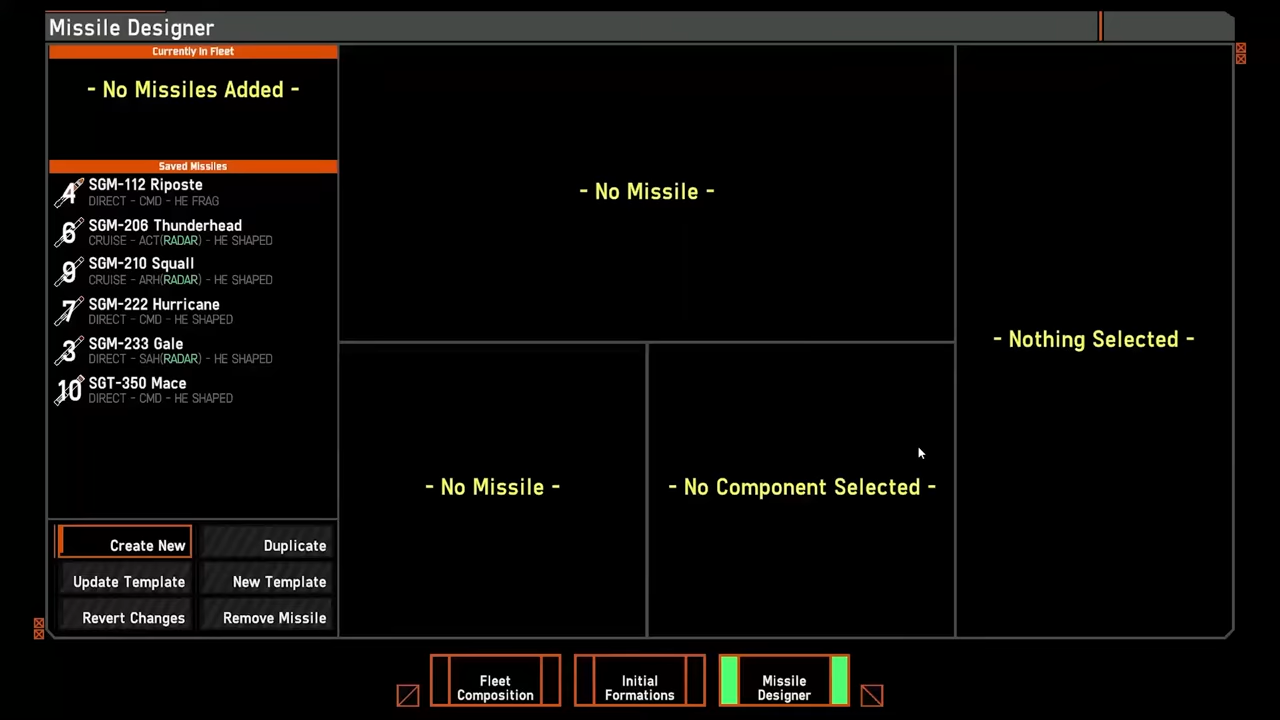 Missile Designer
Currently In Fleet
- No Missiles Added -
Saved Missiles
4
SGM-112 Riposte
DIRECT - CMD - HE FRAG
6
SGM-206 Thunderhead
CRUISE - ACT(RADAR) - HE SHAPED
9
SGM-210 Squall
CRUISE - ARH(RADAR) - HE SHAPED
7
SGM-222 Hurricane
DIRECT - CMD - HE SHAPED
3
SGM-233 Gale
DIRECT - SAH(RADAR) - HE SHAPED
10
SGT-350 Mace
DIRECT - CMD - HE SHAPED
Create New
Duplicate
Update Template
New Template
Revert Changes
Remove Missile
- No Missile -
- No Missile -
- No Component Selected -
- Nothing Selected -
Fleet
Composition
Initial
Formations
Missile
Designer